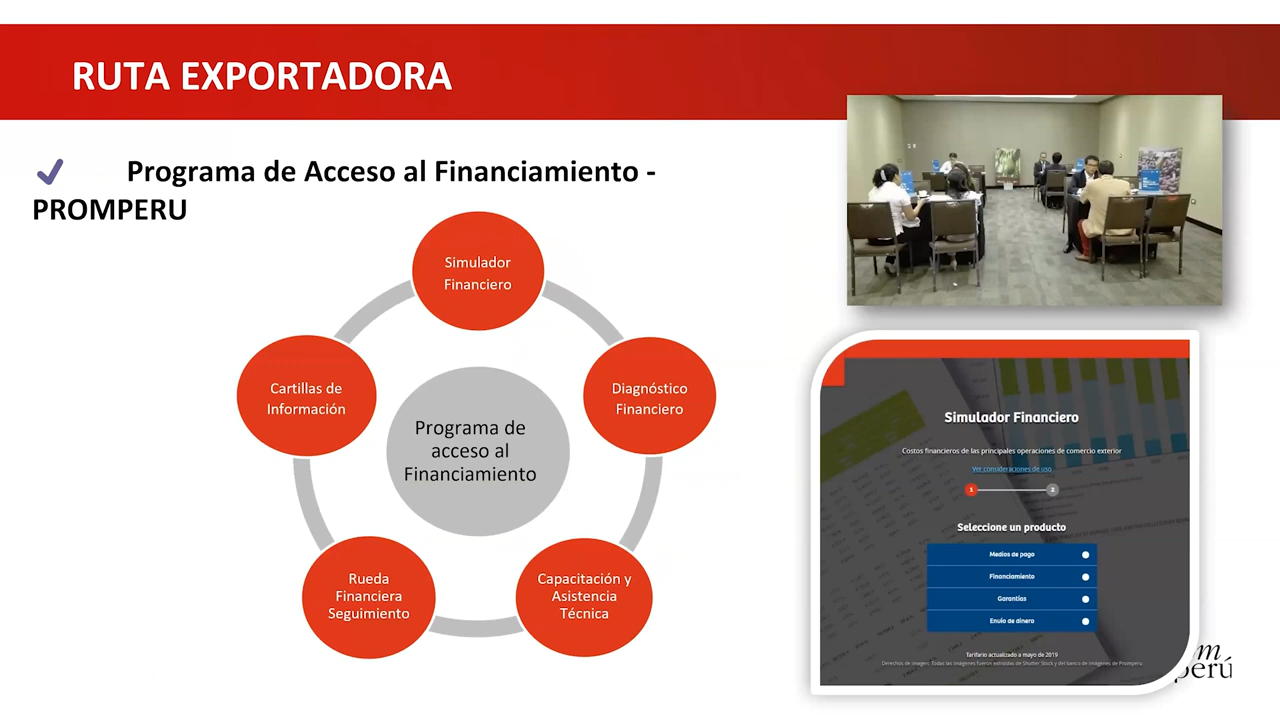 RUTA EXPORTADORA
Programa de Acceso al Financiamiento -
PROMPERU
Simulador
Financiero
Diagnóstico
Financiero
Capacitación y
Asistencia
Técnica
Rueda
Financiera
Seguimiento
Cartillas de
Información
Programa de
acceso al
Financiamiento
Simulador Financiero
Costos financieros de las principales operaciones de comercio exterior
Ver consideraciones de uso
1
2
Seleccione un producto
Medios de pago
Financiamiento
Garantías
Envío de dinero
Tarifario actualizado a mayo de 2019
Derechos de imagen: Todas las imágenes fueron extraídas de Shutter Stock y del banco de imágenes de Promperu
perú